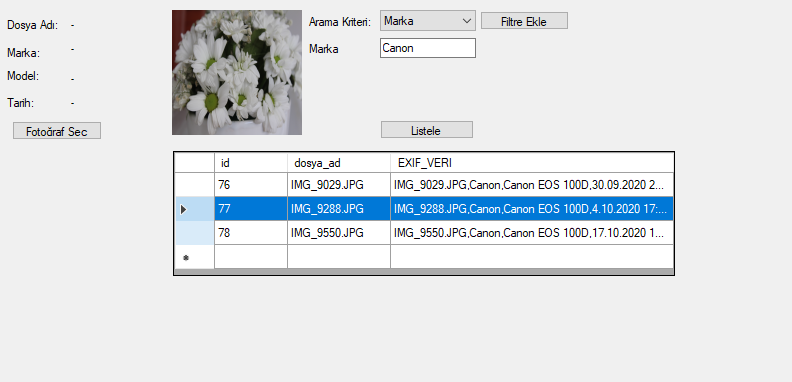 Dosya Adı: -
Marka: -
Model: -
Tarih: -
Fotoğraf Sec
Arama Kriteri: Marka Filtre Ekle
Marka Canon
Listele
id dosya_ad EXIF_VERI
76 IMG_9029.JPG IMG_9029.JPG,Canon,Canon EOS 100D,30.09.2020 2...
77 IMG_9288.JPG IMG_9288.JPG,Canon,Canon EOS 100D,4.10.2020 17:...
78 IMG_9550.JPG IMG_9550.JPG,Canon,Canon EOS 100D,17.10.2020 1...